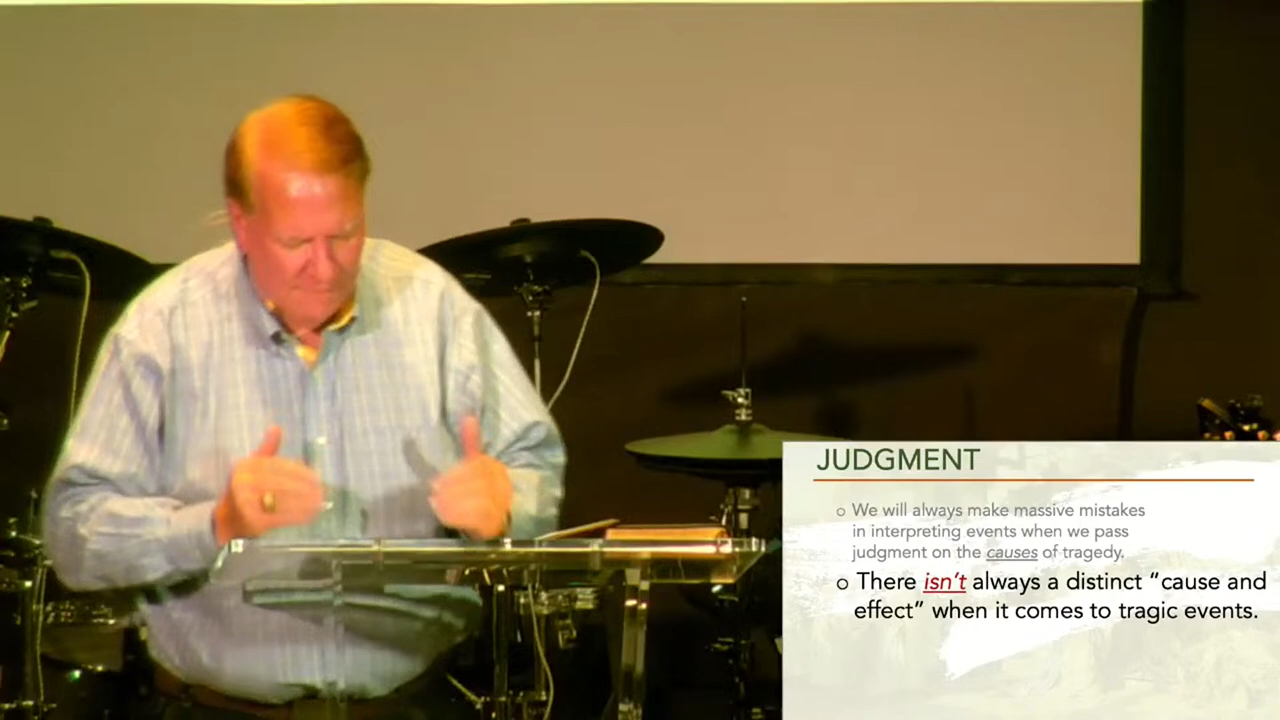 JUDGMENT
○ We will always make massive mistakes
in interpreting events when we pass
judgment on the causes of tragedy.
○ There isn't always a distinct “cause and
effect” when it comes to tragic events.